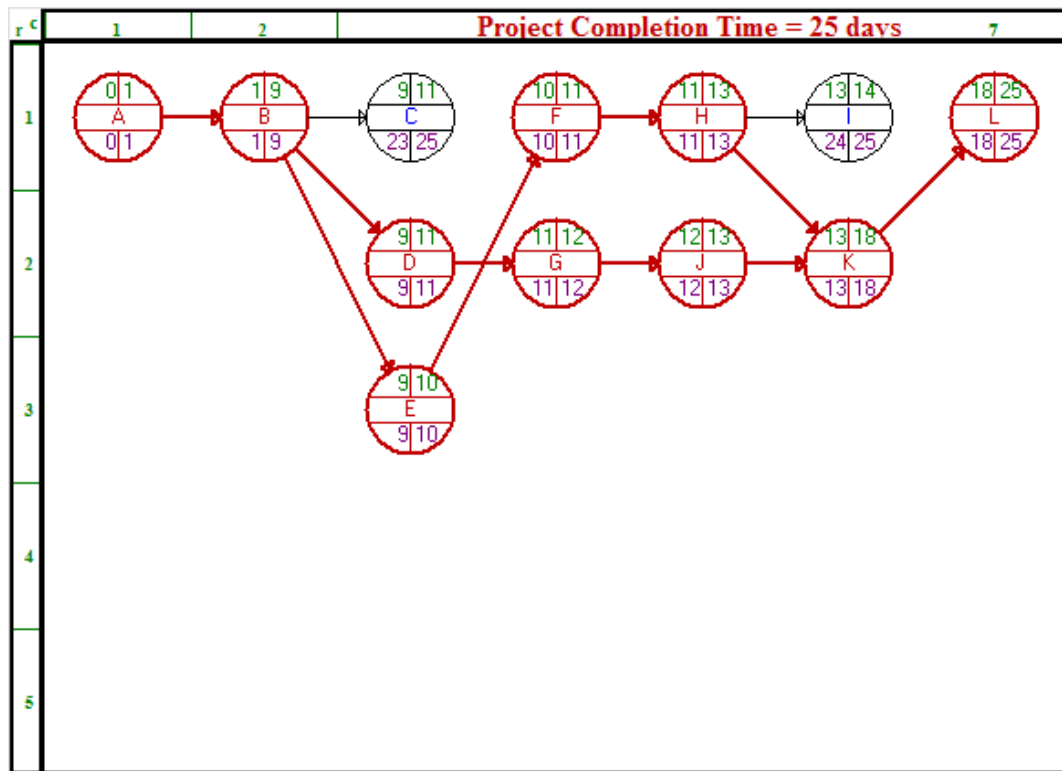 r c 1 2 Project Completion Time = 25 days 7
1
0 1 1 9 9 11 10 11 11 13 13 14 18 25
A B C F H I L
0 1 1 9 23 25 10 11 11 13 24 25 18 25
2
9 11 11 12 12 13 13 18
D G J K
9 11 11 12 12 13 13 18
3
9 10
E
9 10
4
5